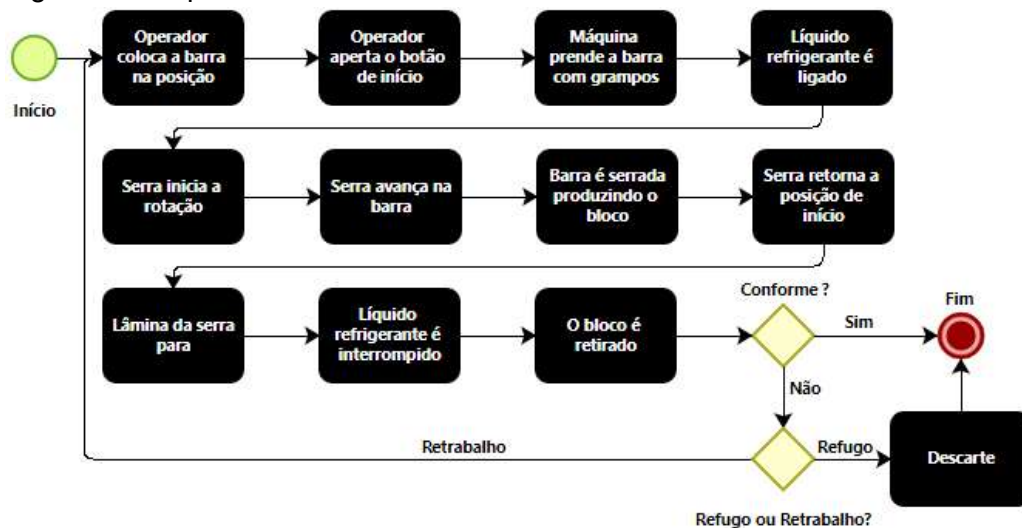 Início
Operador
coloca a barra
na posição
Operador
aperta o botão
de início
Máquina
prende a barra
com grampos
Líquido
refrigerante é
ligado
Serra inicia a
rotação
Serra avança na
barra
Barra é serrada
produzindo o
bloco
Serra retorna a
posição de
início
Lâmina da serra
para
Líquido
refrigerante é
interrompido
O bloco é
retirado
Conforme ?
Sim
Fim
Não
Retrabalho
Refugo
Descarte
Refugo ou Retrabalho?